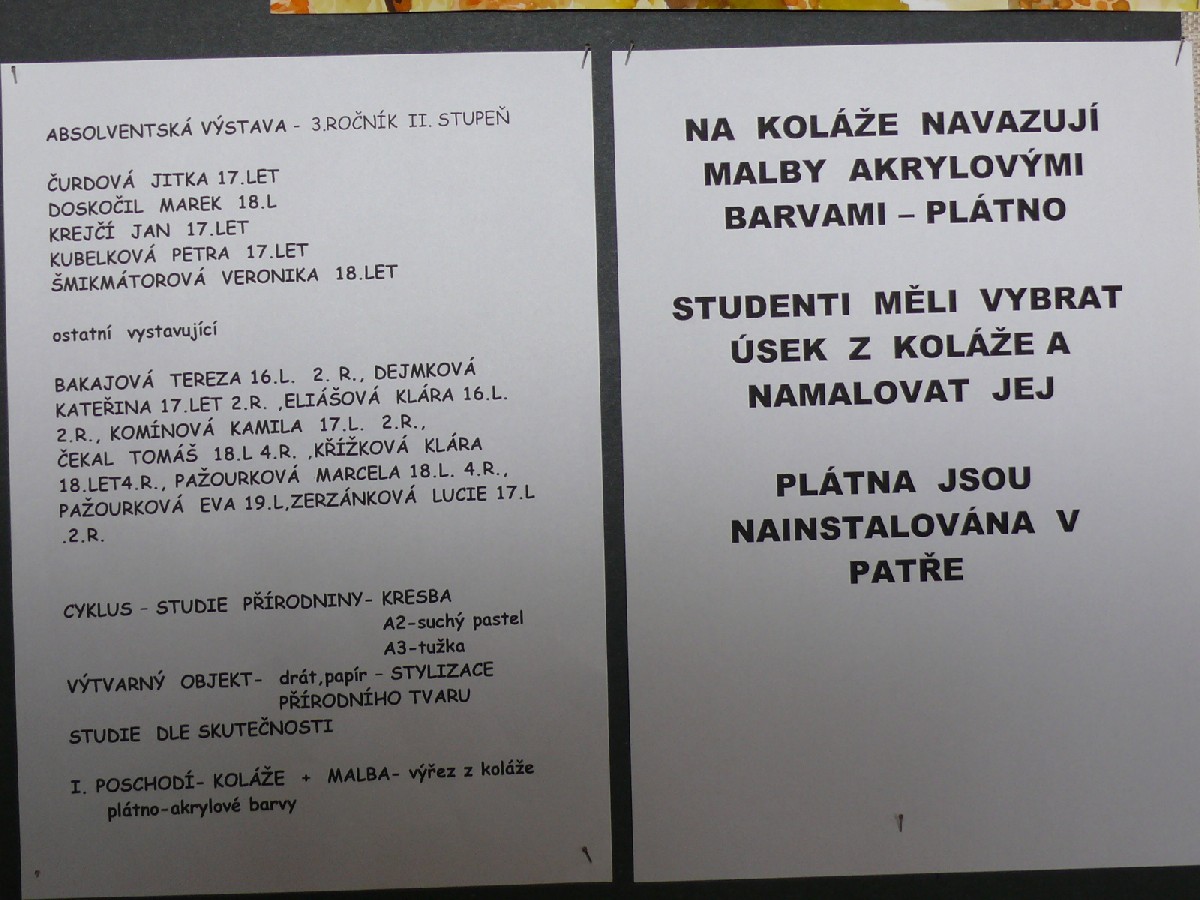 ABSOLVENTSKÁ VÝSTAVA - 3.ROČNÍK II. STUPEŇ
ČURDOVÁ JITKA 17.LET
DOSKOČIL MAREK 18.L
KREJČÍ JAN 17.LET
KUBELKOVÁ PETRA 17.LET
ŠMIKMÁTOROVÁ VERONIKA 18.LET
ostatní vystavující
BAKAJOVÁ TEREZA 16.L. 2. R., DEJMKOVÁ
KATEŘINA 17.LET 2.R. ,ELIÁŠOVÁ KLÁRA 16.L.
2.R., KOMÍNOVÁ KAMILA 17.L. 2.R.,
ČEKAL TOMÁŠ 18.L 4.R. ,KŘÍŽKOVÁ KLÁRA
18.LET4.R., PAŽOURKOVÁ MARCELA 18.L. 4.R.,
PAŽOURKOVÁ EVA 19.L,ZERZÁNKOVÁ LUCIE 17.L
.2.R.
CYKLUS - STUDIE PŘÍRODNINY- KRESBA
A2-suchý pastel
A3-tužka
VÝTVARNÝ OBJEKT- drát,papír - STYLIZACE
PŘÍRODNÍHO TVARU
STUDIE DLE SKUTEČNOSTI
I. POSCHODÍ- KOLÁŽE + MALBA- výřez z koláže
plátno-akrylové barvy
NA KOLÁŽE NAVAZUJÍ
MALBY AKRYLOVÝMI
BARVAMI – PLÁTNO
STUDENTI MĚLI VYBRAT
ÚSEK Z KOLÁŽE A
NAMALOVAT JEJ
PLÁTNA JSOU
NAINSTALOVÁNA V
PATŘE